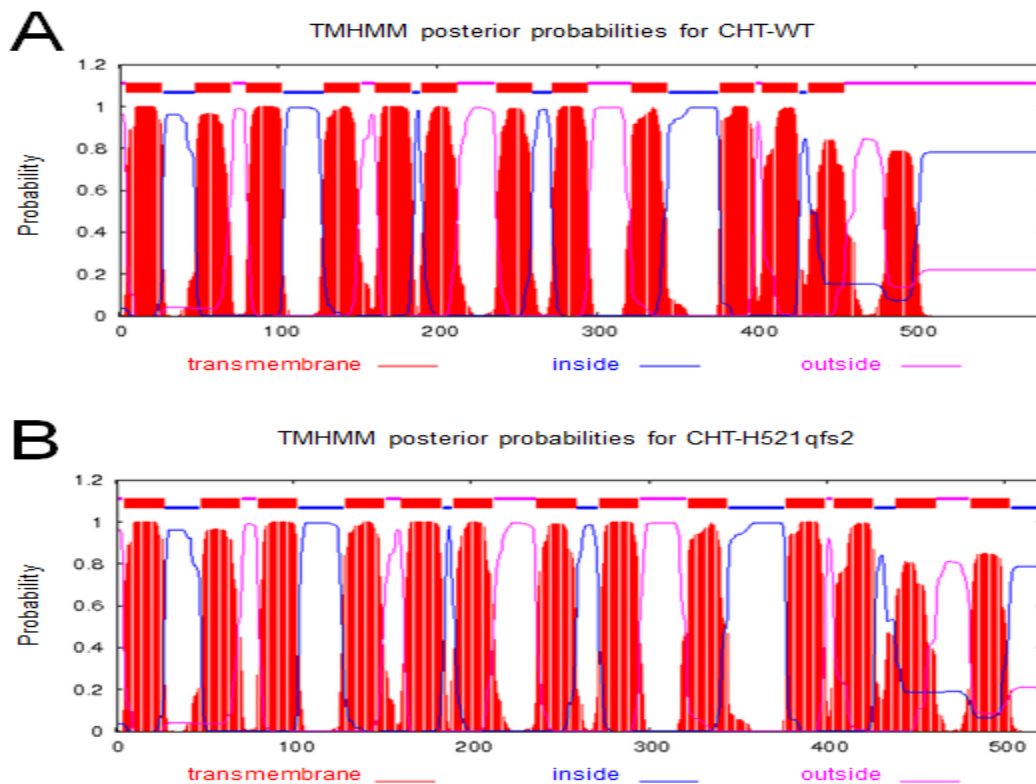 A
TMHMM posterior probabilities for CHT-WT
1.2
1
0.8
0.6
0.4
0.2
0
Probability
0 100 200 300 400 500
transmembrane inside outside
B
TMHMM posterior probabilities for CHT-H521qfs2
1.2
1
0.8
0.6
0.4
0.2
0
Probability
0 100 200 300 400 500
transmembrane inside outside